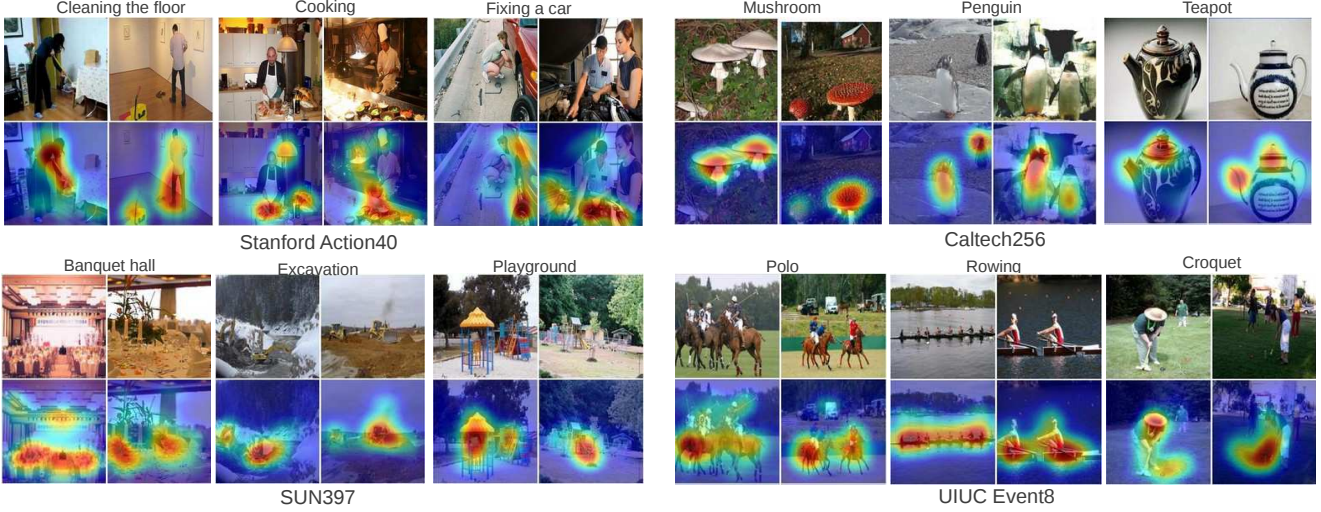 Cleaning the floor
Cooking
Fixing a car
Mushroom
Penguin
Teapot
Stanford Action40
Caltech256
Banquet hall
Excavation
Playground
Polo
Rowing
Croquet
SUN397
UIUC Event8